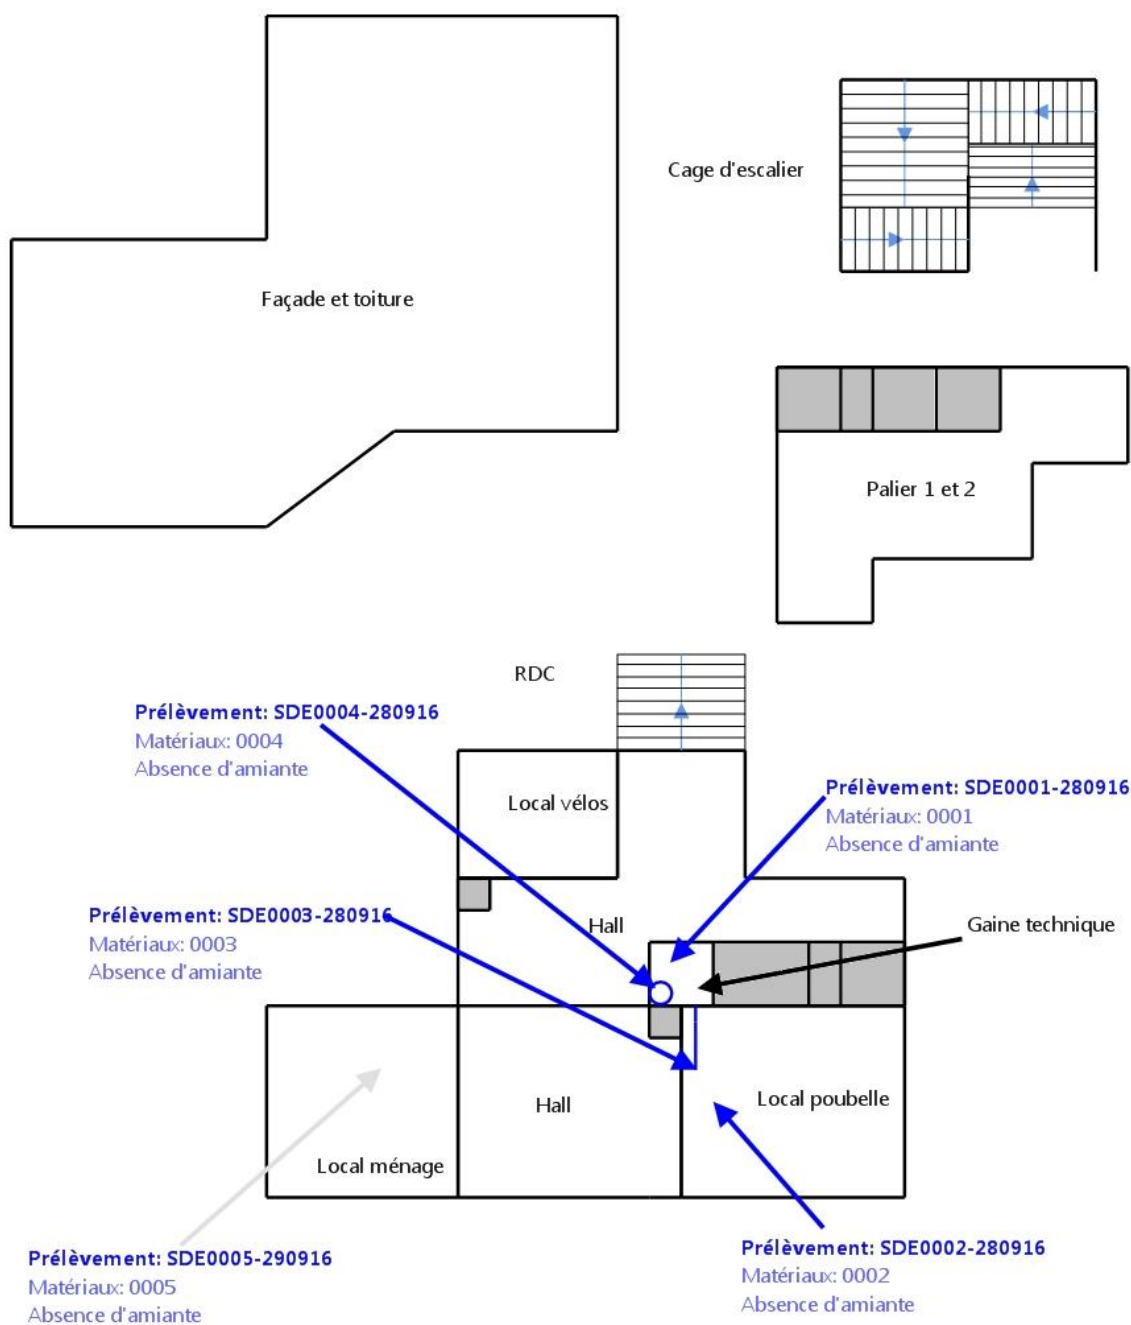 Cage d'escalier
Façade et toiture
Palier 1 et 2
RDC
Prélèvement: SDE0004-280916
Matériaux: 0004
Absence d'amiante
Local vélos
Prélèvement: SDE0001-280916
Matériaux: 0001
Absence d'amiante
Prélèvement: SDE0003-280916
Matériaux: 0003
Absence d'amiante
Hall
Gaine technique
Hall
Local poubelle
Local ménage
Prélèvement: SDE0005-290916
Matériaux: 0005
Absence d'amiante
Prélèvement: SDE0002-280916
Matériaux: 0002
Absence d'amiante